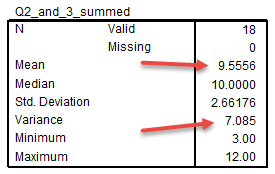 Q2_and_3_summed
N Valid 18
Missing 0
Mean 9.5556
Median 10.0000
Std. Deviation 2.66176
Variance 7.085
Minimum 3.00
Maximum 12.00